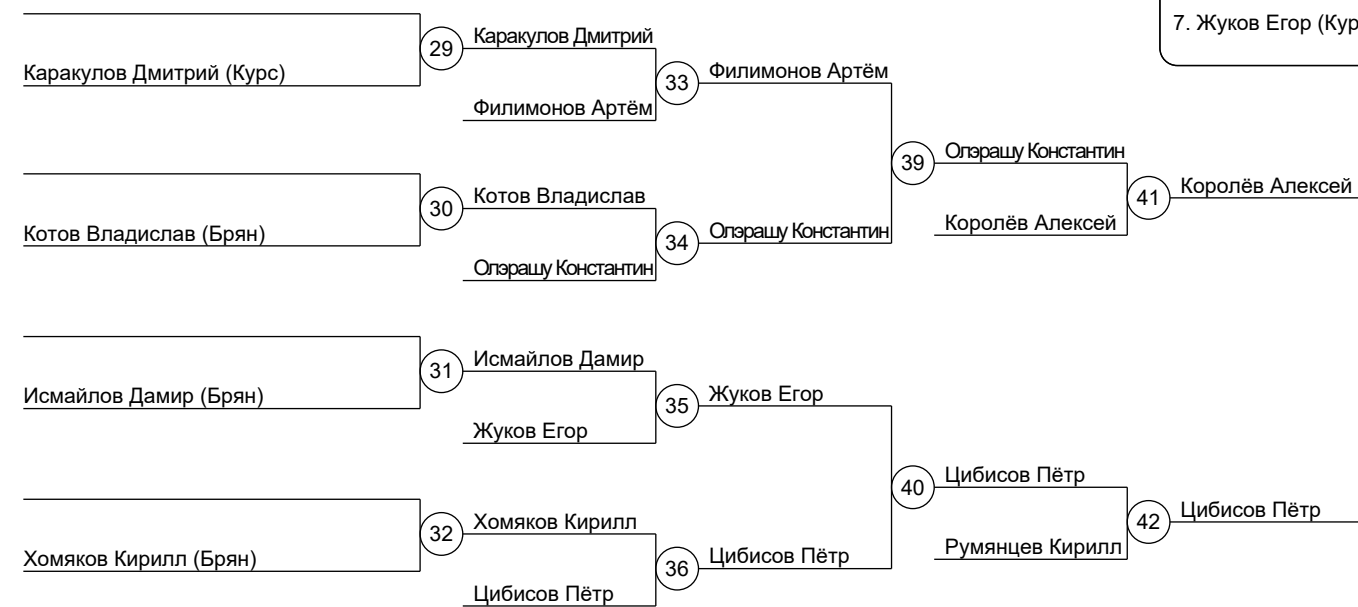 7. Жуков Егор (Кур
29
Каракулов Дмитрий
Каракулов Дмитрий (Курс)
33
Филимонов Артём
Филимонов Артём
39
Олэрашу Константин
41
Королёв Алексей
30
Котов Владислав
Котов Владислав (Брян)
34
Олэрашу Константин
Королёв Алексей
Олэрашу Константин
31
Исмайлов Дамир
Исмайлов Дамир (Брян)
35
Жуков Егор
Жуков Егор
40
Цибисов Пётр
42
Цибисов Пётр
32
Хомяков Кирилл
Хомяков Кирилл (Брян)
36
Цибисов Пётр
Румянцев Кирилл
Цибисов Пётр